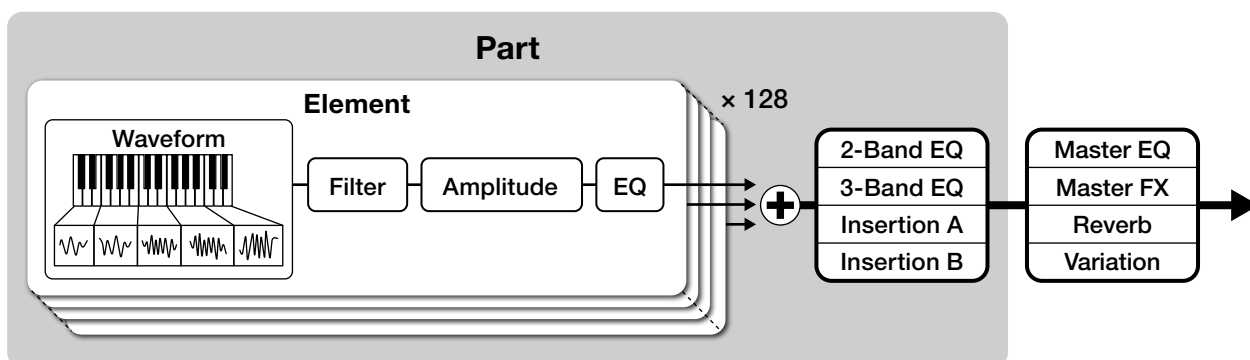 Part
Element
× 128
Waveform
Filter
Amplitude
EQ
2-Band EQ
3-Band EQ
Insertion A
Insertion B
Master EQ
Master FX
Reverb
Variation